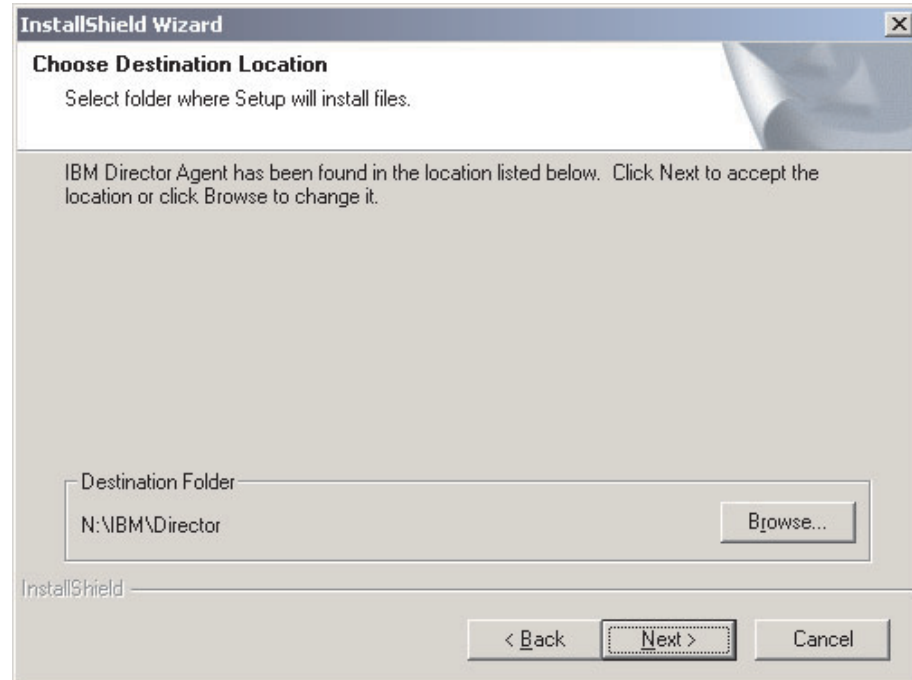 InstallShield Wizard
Choose Destination Location
Select folder where Setup will install files.
IBM Director Agent has been found in the location listed below.  Click Next to accept the
location or click Browse to change it.
Destination Folder
N:\IBM\Director
Browse...
InstallShield
< Back
Next >
Cancel